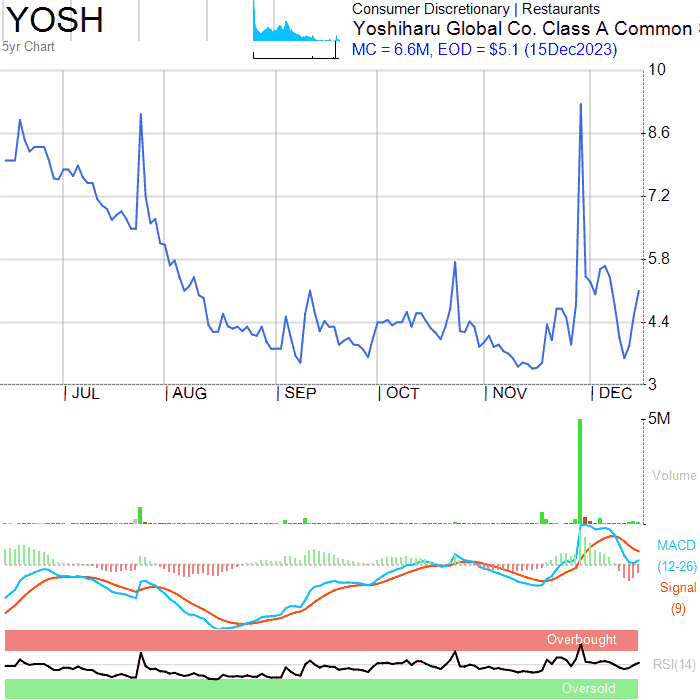 YOSH
5yr Chart
Consumer Discretionary | Restaurants
Yoshiharu Global Co. Class A Common
MC = 6.6M, EOD = $5.1 (15Dec2023)
10
8.6
7.2
5.8
4.4
3
JUL AUG SEP OCT NOV DEC
5M
Volume
MACD
(12-26)
Signal
(9)
Overbought
RSI(14)
Oversold